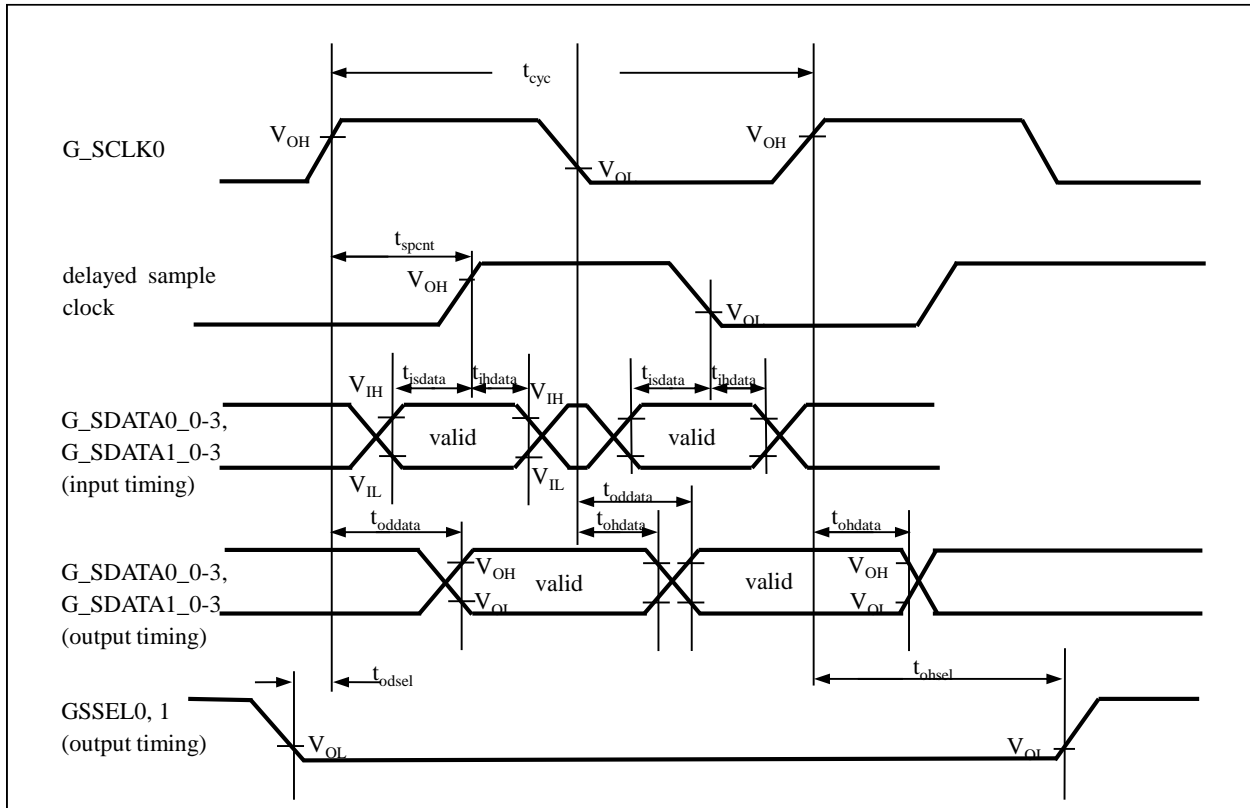 t_cyc
V_OH
V_OH
G_SCLK0
V_OL
t_spcnt
delayed sample
clock
V_OH
V_OL
t_isdata
t_ihdata
t_isdata
t_ihdata
V_IH
V_IH
G_SDATA0_0-3,
G_SDATA1_0-3
(input timing)
valid
valid
V_IL
V_IL
t_oddata
t_oddata
t_ohdata
t_ohdata
G_SDATA0_0-3,
G_SDATA1_0-3
(output timing)
V_OH
valid
valid
V_OH
V_OL
V_OL
t_odsel
t_ohsel
GSSEL0, 1
(output timing)
V_OL
V_OL